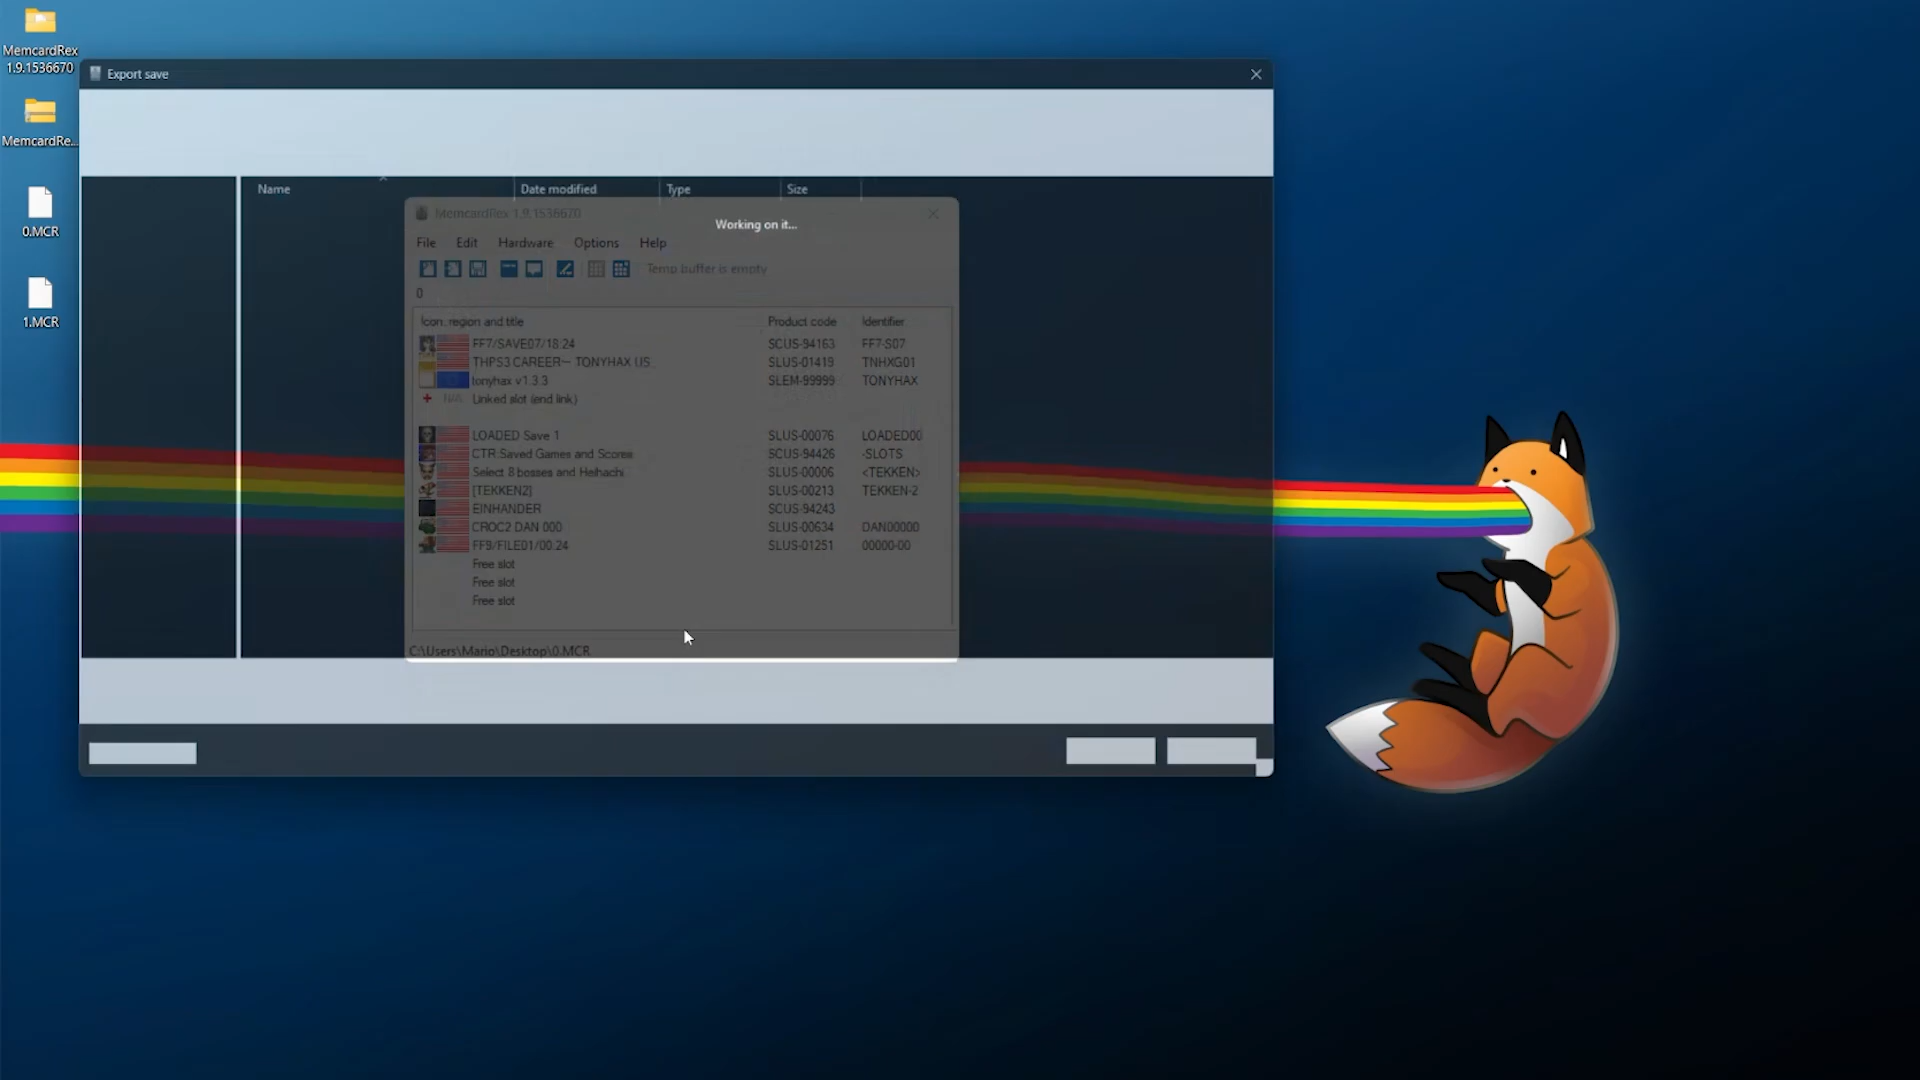 MemcardRex
1.9.1536670
MemcardRe...
0.MCR
1.MCR
Export save
Name Date modified Type Size
Working on it...
MemcardRex 1.9.1536670
File Edit Hardware Options Help
Temp buffer is empty
0
Icon, region and title Product code Identifier
FF7/SAVE07/18:24 SCUS-94163 FF7-S07
THPS3 CAREER— TONYHAX US SLUS-01419 TNHXG01
tonyhax v1.3.3 SLEM-99999 TONYHAX
N/A Linked slot (end link)
LOADED Save 1 SLUS-00076 LOADED00
CTR:Saved Games and Scores SCUS-94426 -SLOTS
Select 8 bosses and Heihachi SLUS-00006 <TEKKEN>
[TEKKEN2] SLUS-00213 TEKKEN-2
EINHANDER SCUS-94243
CROC2 DAN 000 SLUS-00634 DAN00000
FF9/FILE01/00:24 SLUS-01251 00000-00
Free slot
Free slot
Free slot
C:\Users\Mario\Desktop\0.MCR